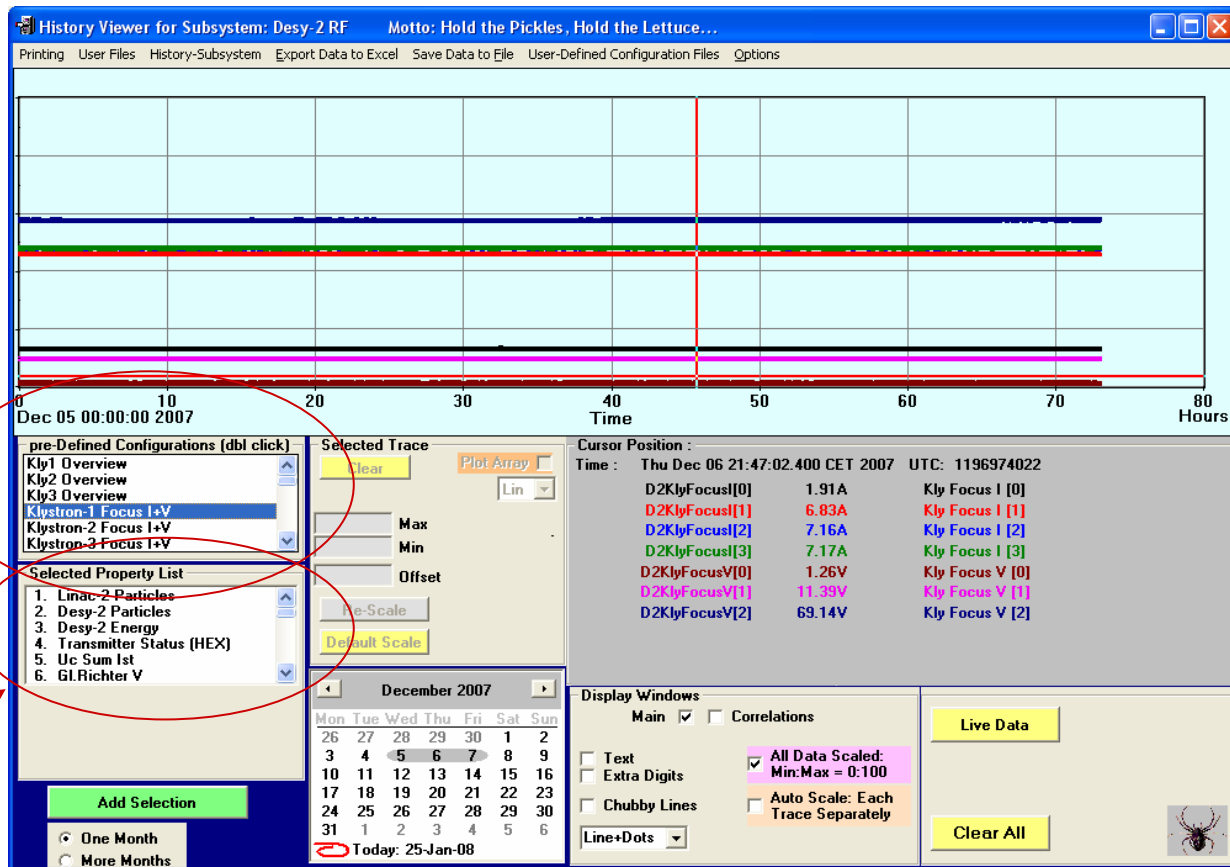 History Viewer for Subsystem: Desy-2 RF Motto: Hold the Pickles, Hold the Lettuce...
Printing User Files History-Subsystem Export Data to Excel Save Data to File User-Defined Configuration Files Options
0 10 20 30 40 50 60 70 80
Dec 05 00:00:00 2007 Time Hours
pre-Defined Configurations (dbl click)
Kly1 Overview
Kly2 Overview
Kly3 Overview
Klystron-1 Focus I+V
Klystron-2 Focus I+V
Klystron-3 Focus I+V
Selected Property List
1. Linac-2 Particles
2. Desy-2 Particles
3. Desy-2 Energy
4. Transmitter Status (HEX)
5. Uc Sum Ist
6. Gl.Richter V
Add Selection
One Month
More Months
Selected Trace
Clear Plot Array
Lin
Max
Min
Offset
Re-Scale
Default Scale
December 2007
Mon Tue Wed Thu Fri Sat Sun
26 27 28 29 30 1 2
3 4 5 6 7 8 9
10 11 12 13 14 15 16
17 18 19 20 21 22 23
24 25 26 27 28 29 30
31 1 2 3 4 5 6
Today: 25-Jan-08
Cursor Position :
Time : Thu Dec 06 21:47:02.400 CET 2007 UTC: 1196974022
D2KlyFocusI[0] 1.91A Kly Focus I [0]
D2KlyFocusI[1] 6.83A Kly Focus I [1]
D2KlyFocusI[2] 7.16A Kly Focus I [2]
D2KlyFocusI[3] 7.17A Kly Focus I [3]
D2KlyFocusV[0] 1.26V Kly Focus V [0]
D2KlyFocusV[1] 11.39V Kly Focus V [1]
D2KlyFocusV[2] 69.14V Kly Focus V [2]
Display Windows
Main Correlations
Text
Extra Digits
Chubby Lines
Line+Dots
All Data Scaled:
Min:Max = 0:100
Auto Scale: Each
Trace Separately
Live Data
Clear All